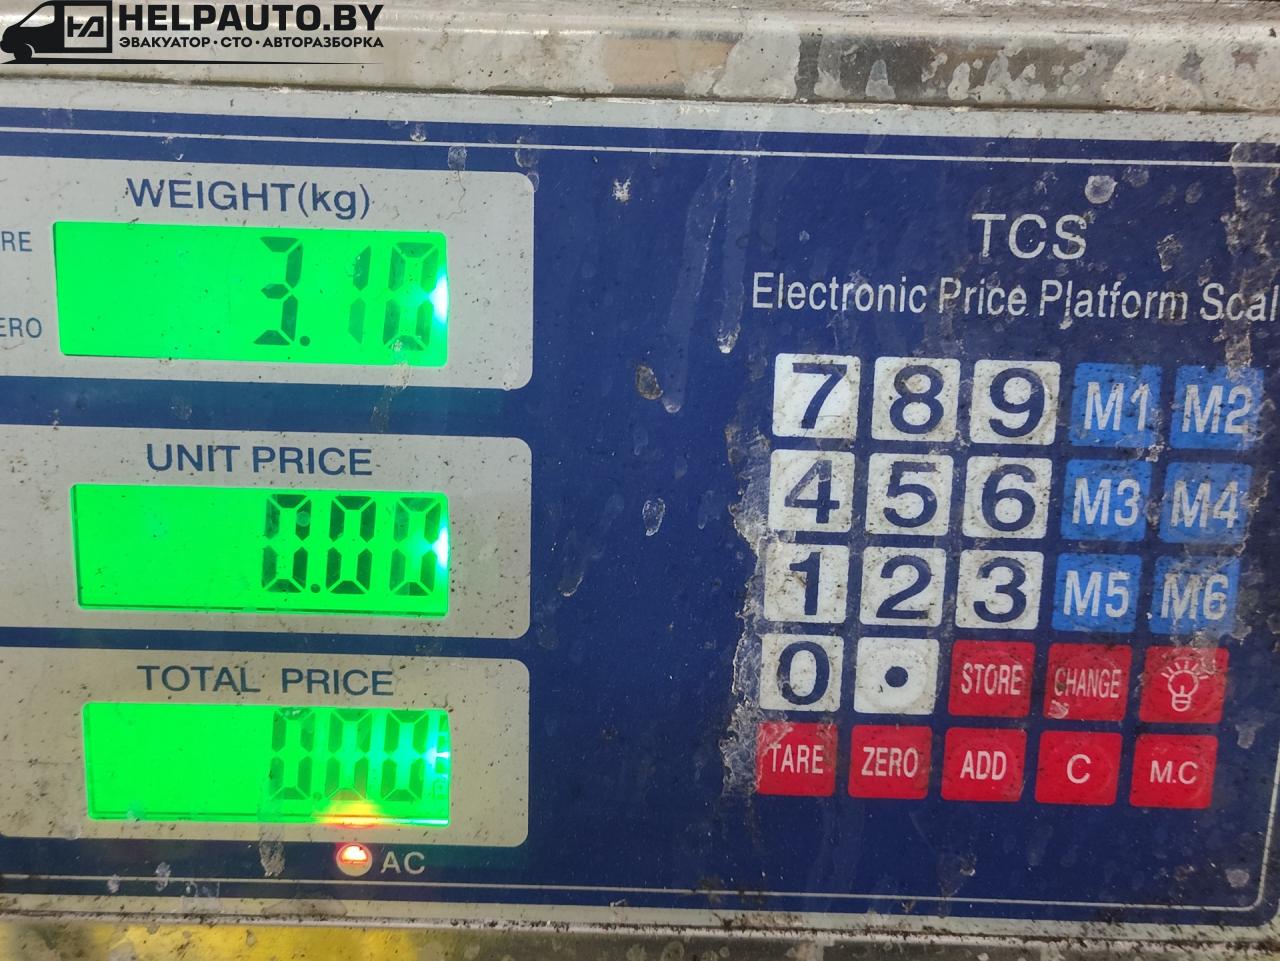 HELPAUTO.BY
ЭВАКУАТОР · СТО · АВТОРАЗБОРКА
WEIGHT(kg)
RE
3.10
ERO
UNIT PRICE
0.00
TOTAL PRICE
0.00
AC
TCS
Electronic Price Platform Scal
7 8 9 M1 M2
4 5 6 M3 M4
1 2 3 M5 M6
0 . STORE CHANGE
TARE ZERO ADD C M.C